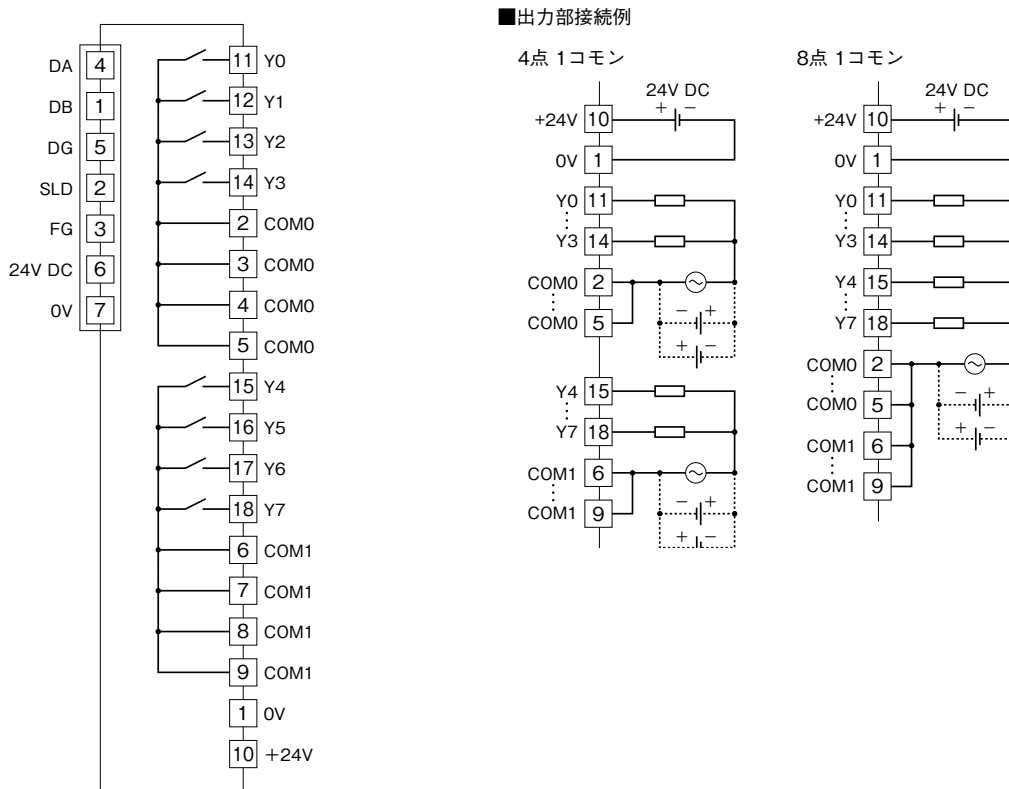 DA 4
DB 1
DG 5
SLD 2
FG 3
24V DC 6
0V 7
11 Y0
12 Y1
13 Y2
14 Y3
2 COM0
3 COM0
4 COM0
5 COM0
15 Y4
16 Y5
17 Y6
18 Y7
6 COM1
7 COM1
8 COM1
9 COM1
1 0V
10 +24V
■出力部接続例
4点 1コモン
24V DC
+ −
+24V 10
0V 1
Y0 11
Y3 14
COM0 2
COM0 5
− +
+ −
Y4 15
Y7 18
COM1 6
COM1 9
− +
+ −
8点 1コモン
24V DC
+ −
+24V 10
0V 1
Y0 11
Y3 14
Y4 15
Y7 18
COM0 2
COM0 5
− +
COM1 6
+ −
COM1 9